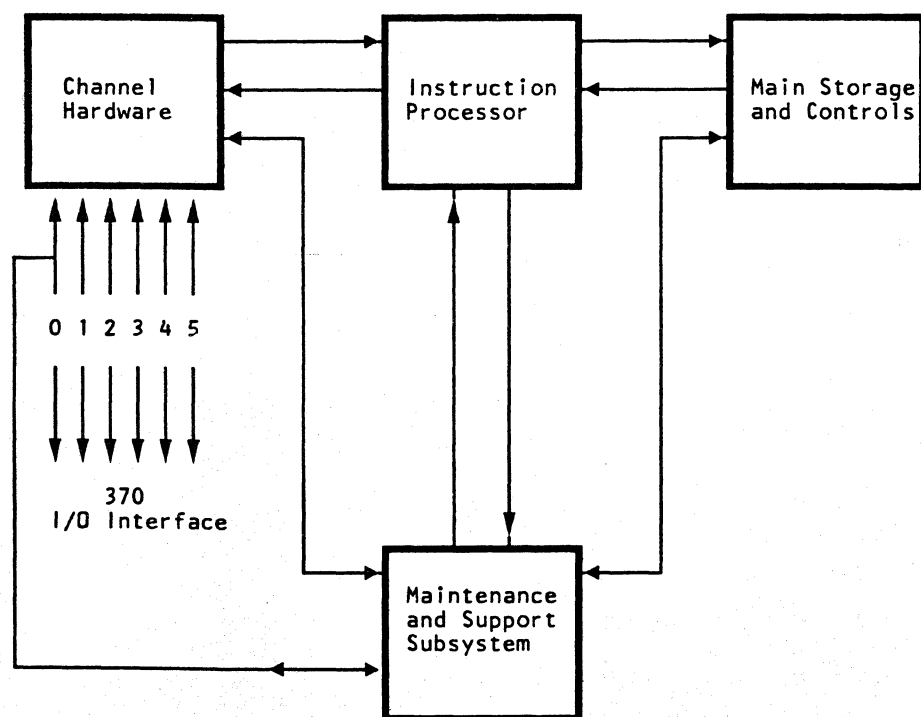 Channel
Hardware
Instruction
Processor
Main Storage
and Controls
0 1 2 3 4 5
370
I/O Interface
Maintenance
and Support
Subsystem